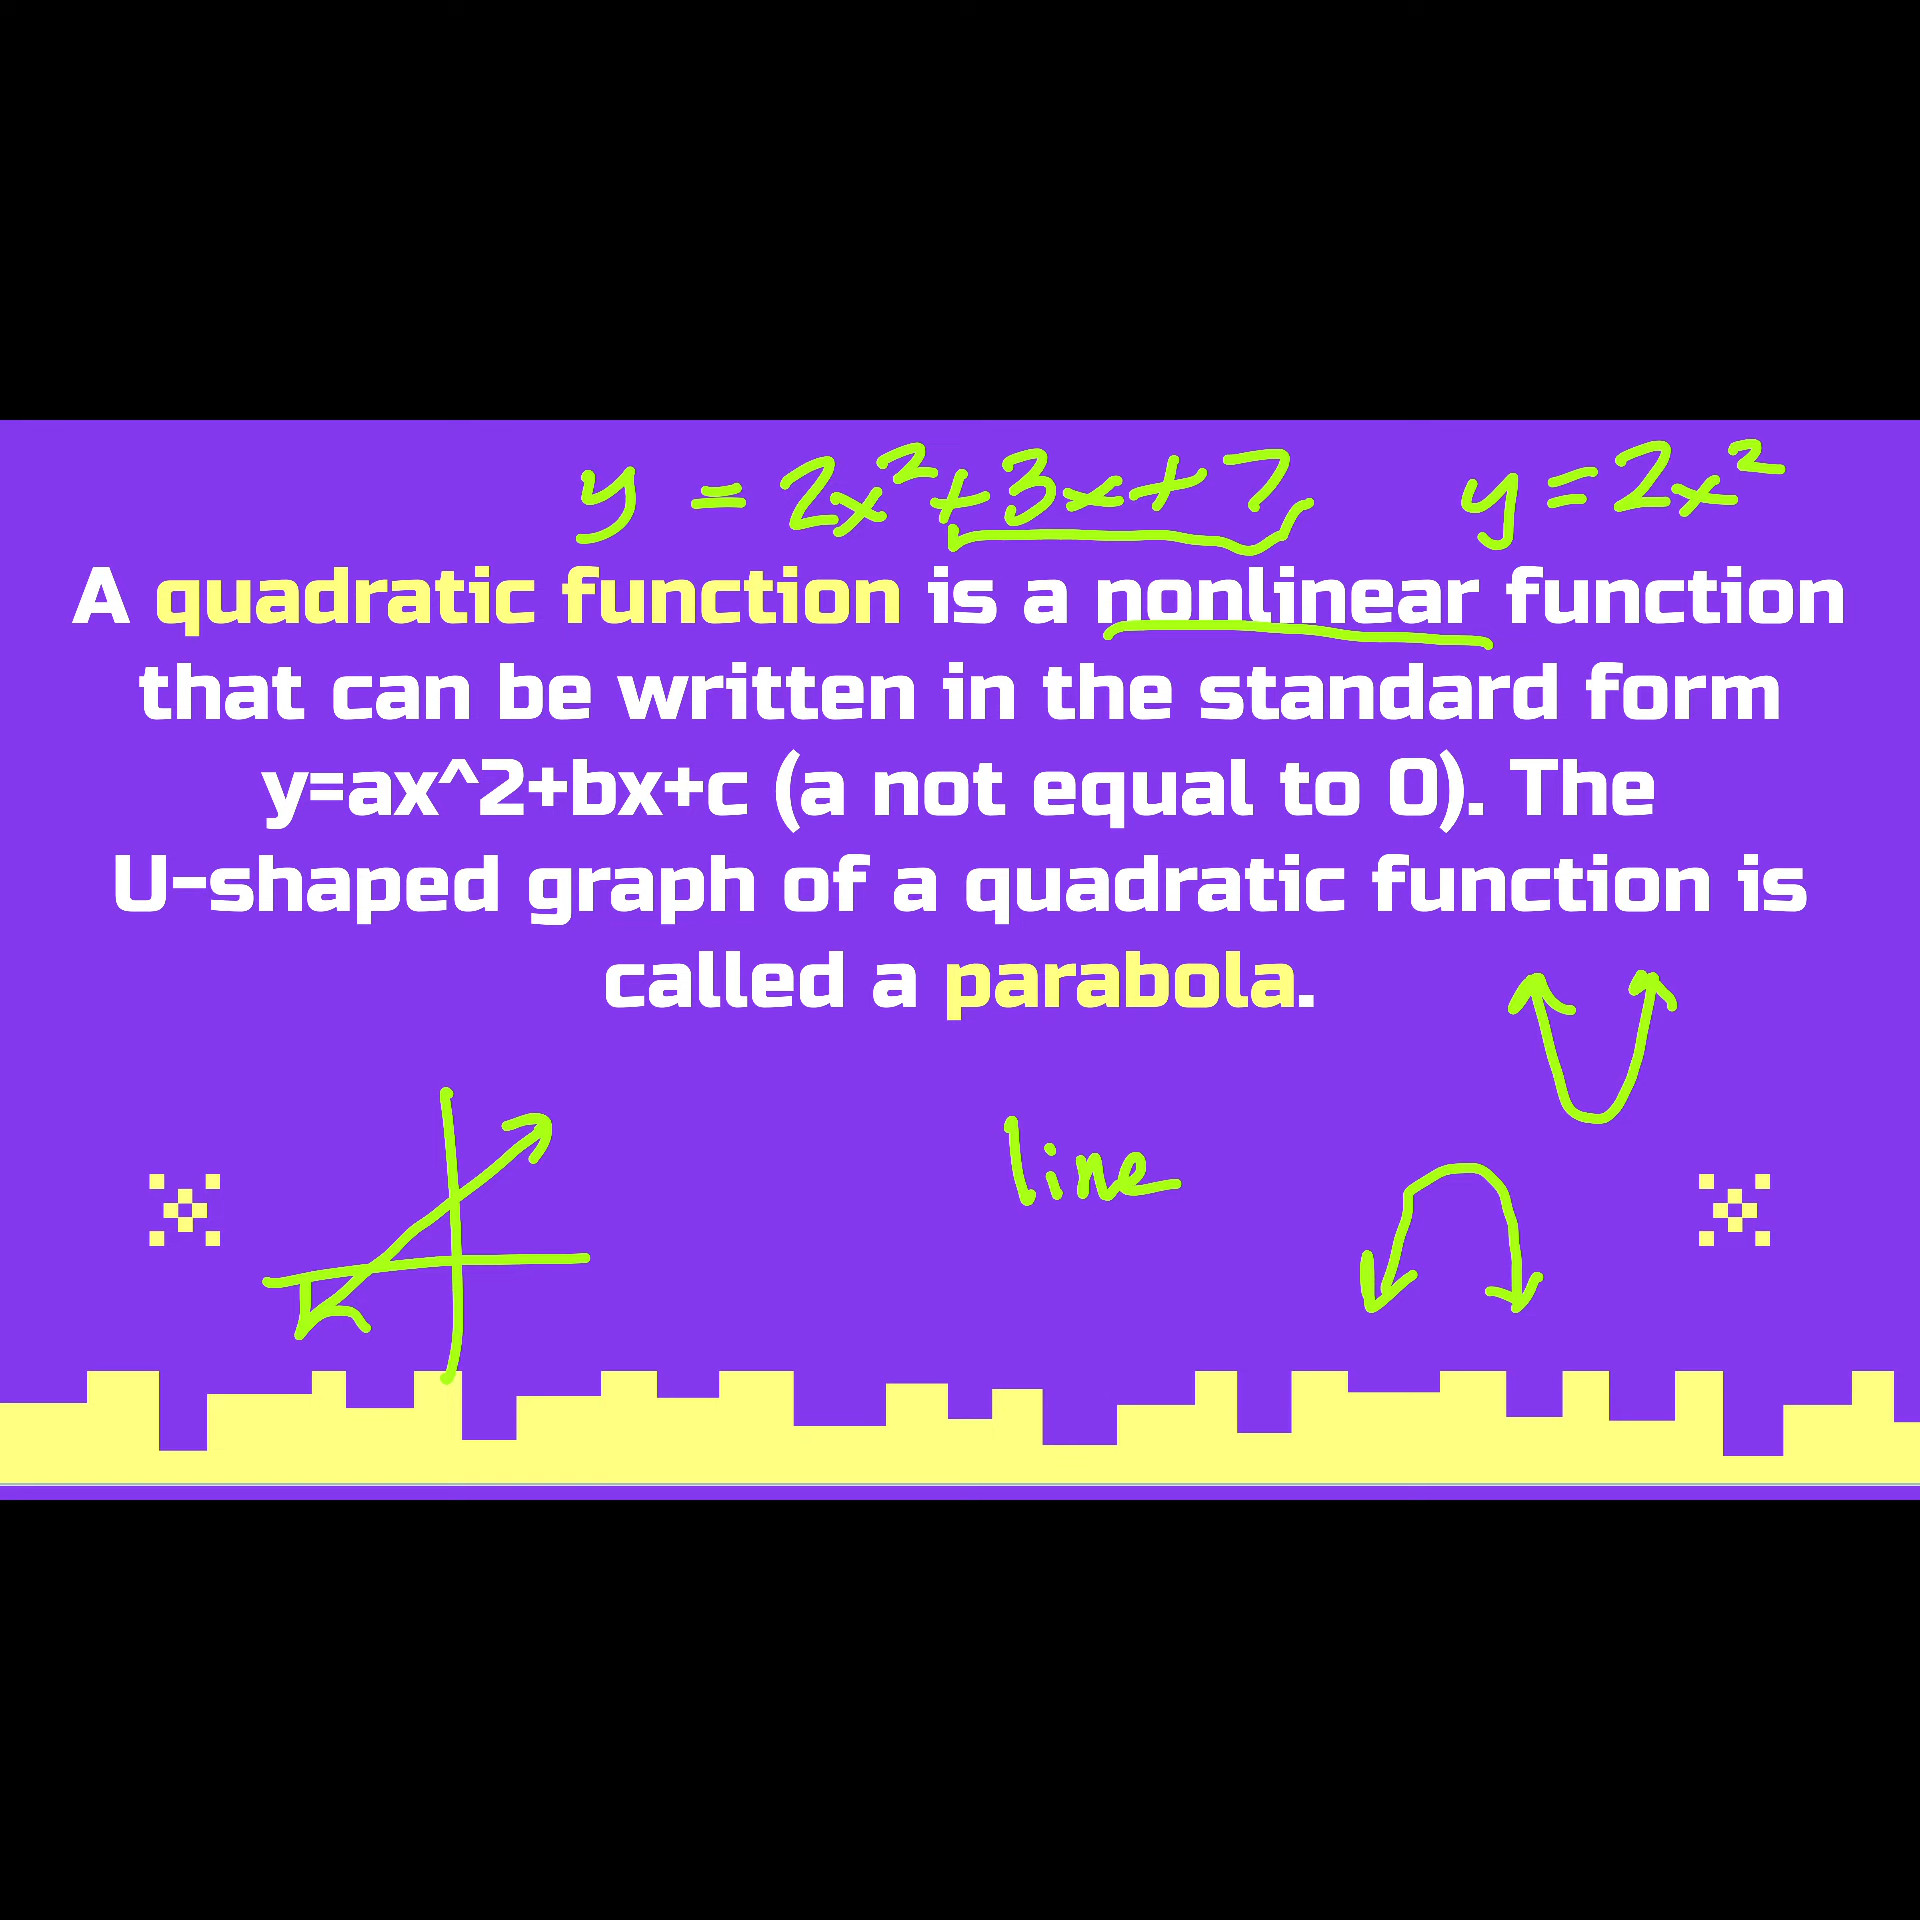 y = 2x²+3x+7 y=2x²
A quadratic function is a nonlinear function
that can be written in the standard form
y=ax^2+bx+c (a not equal to 0). The
U-shaped graph of a quadratic function is
called a parabola.
line